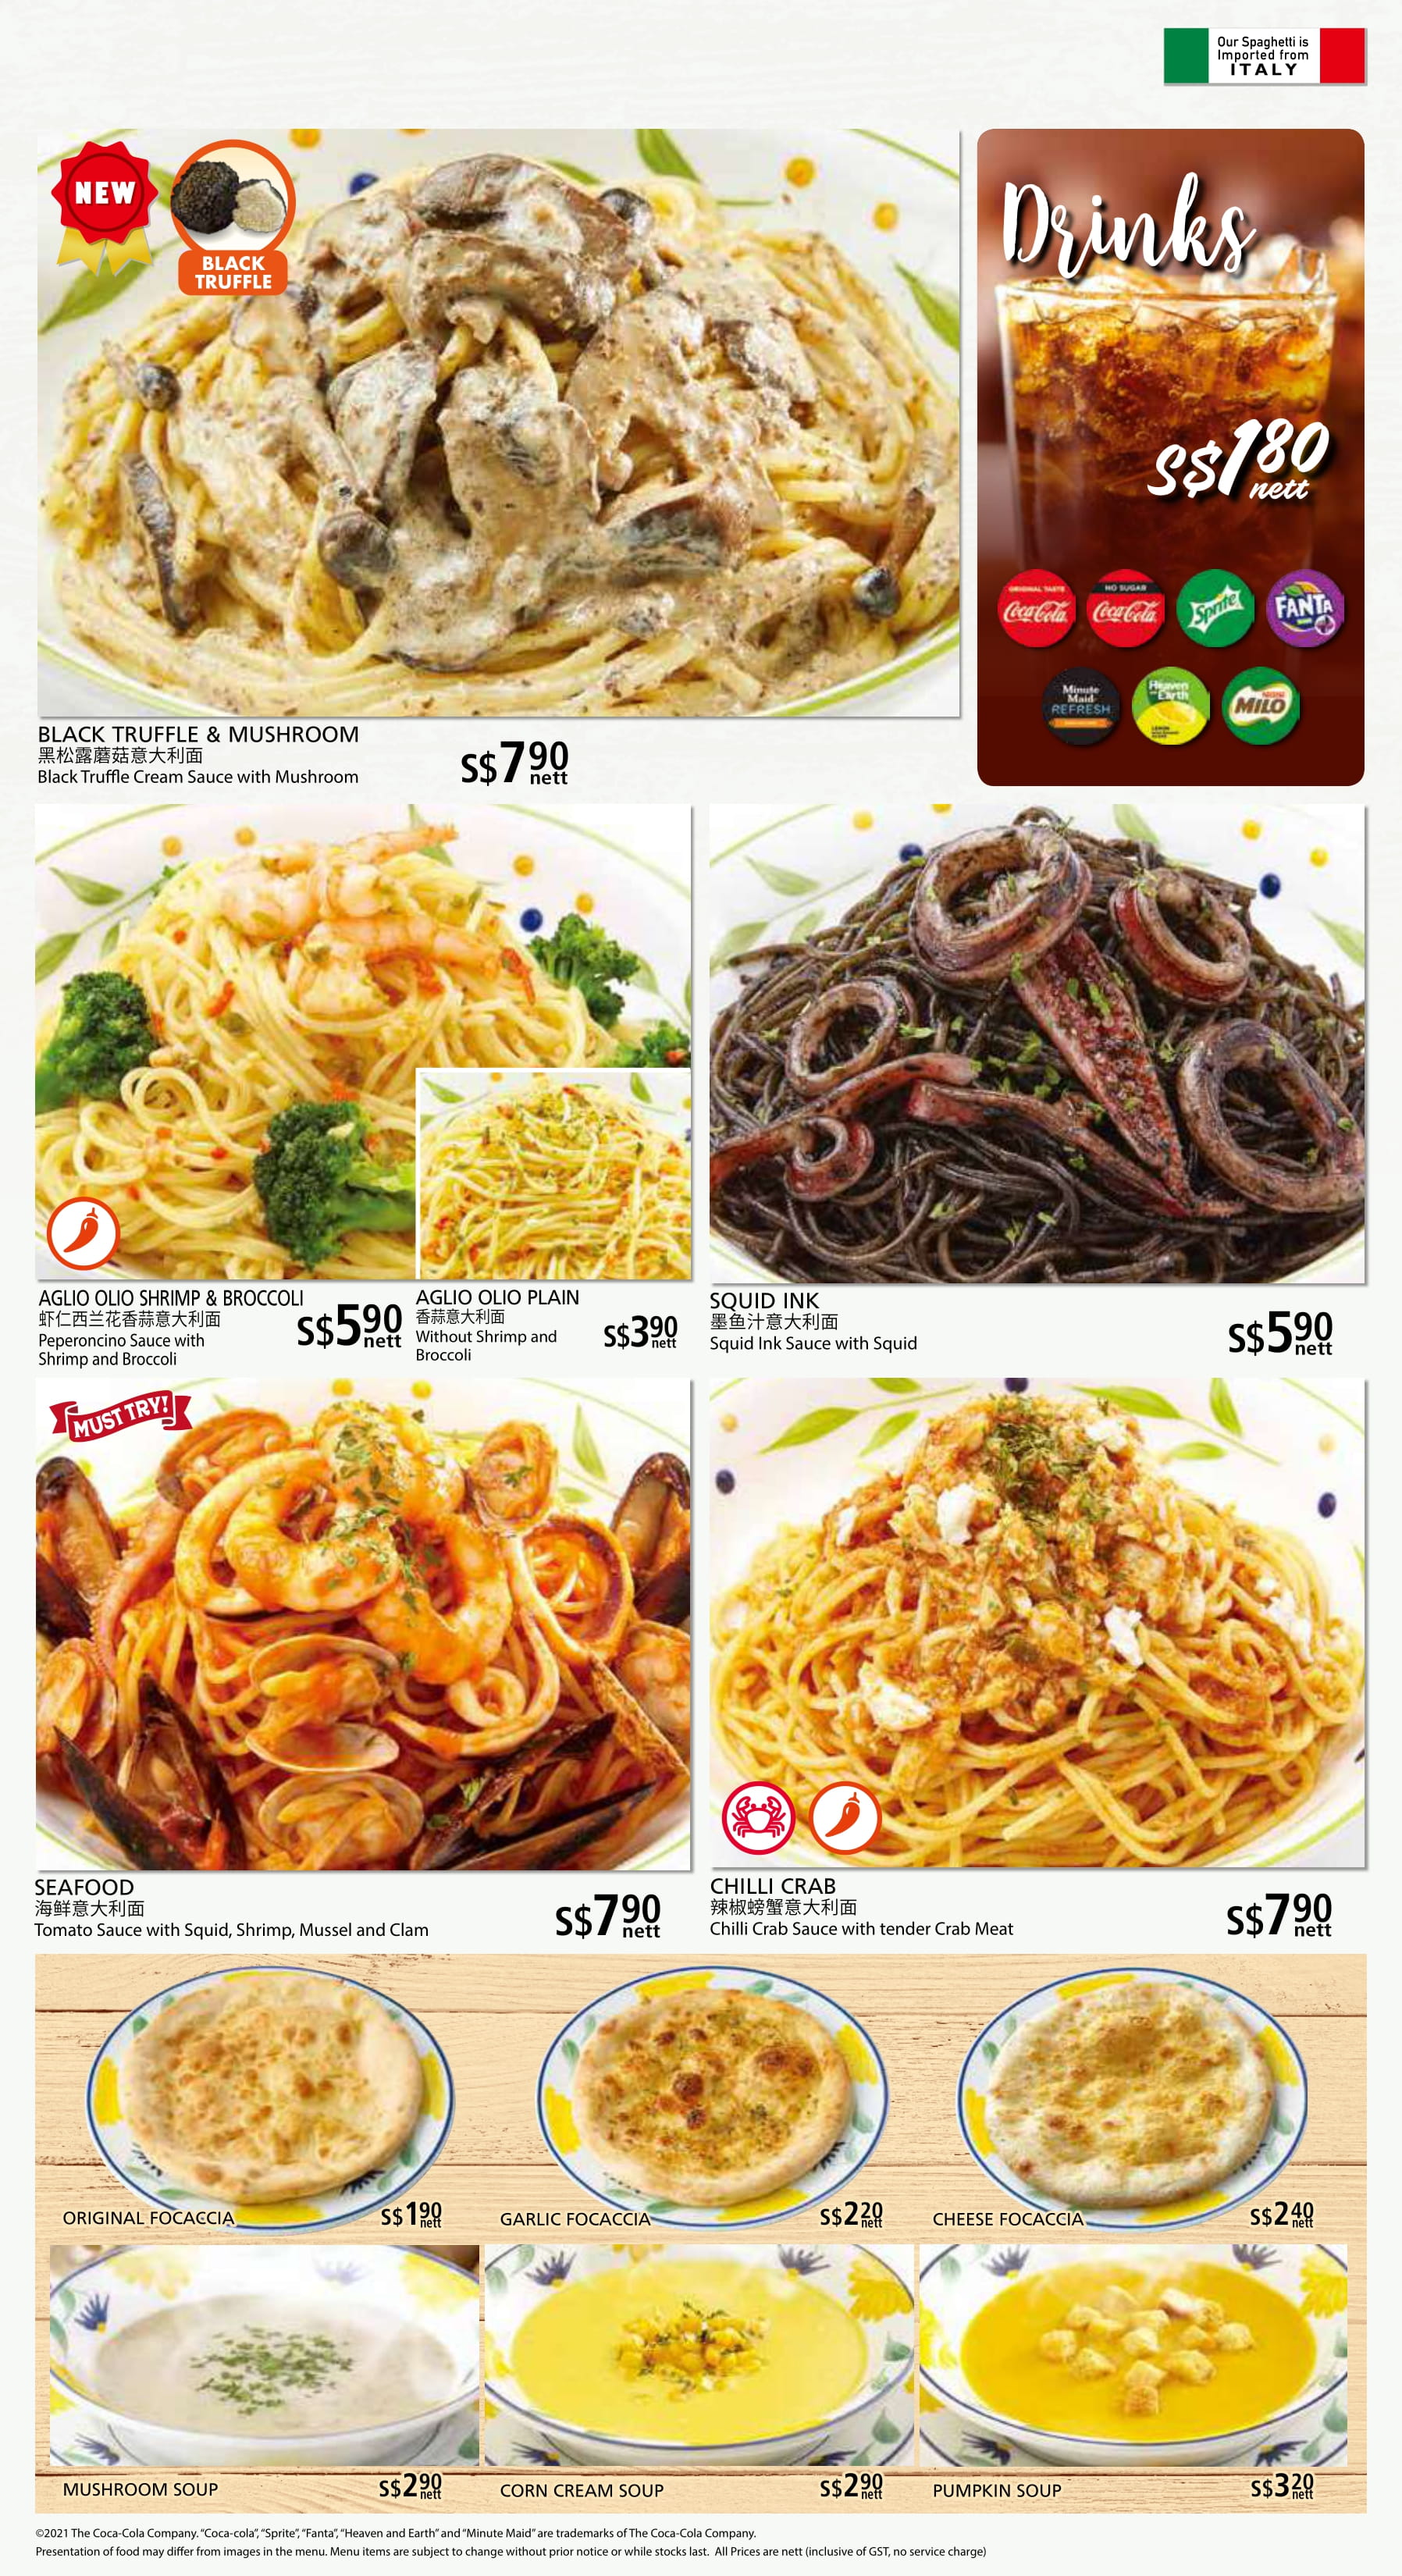 Our Spaghetti is
Imported from
ITALY
NEW
BLACK
TRUFFLE
Drinks
S$1.80
nett
ORIGINAL TASTE
Coca-Cola
NO SUGAR
Coca-Cola
Sprite
FANTA
Minute
Maid
REFRESH
Heaven
and Earth
LEMON
Nestlé
MILO
BLACK TRUFFLE & MUSHROOM
黑松露蘑菇意大利面
Black Truffle Cream Sauce with Mushroom
S$7 90
nett
AGLIO OLIO SHRIMP & BROCCOLI
虾仁西兰花香蒜意大利面
Peperoncino Sauce with
Shrimp and Broccoli
S$5 90
nett
AGLIO OLIO PLAIN
香蒜意大利面
Without Shrimp and
Broccoli
S$3 90
nett
SQUID INK
墨鱼汁意大利面
Squid Ink Sauce with Squid
S$5 90
nett
MUST TRY!
SEAFOOD
海鲜意大利面
Tomato Sauce with Squid, Shrimp, Mussel and Clam
S$7 90
nett
CHILLI CRAB
辣椒螃蟹意大利面
Chilli Crab Sauce with tender Crab Meat
S$7 90
nett
ORIGINAL FOCACCIA S$1 90 nett
GARLIC FOCACCIA S$2 20 nett
CHEESE FOCACCIA S$2 40 nett
MUSHROOM SOUP S$2 90 nett
CORN CREAM SOUP S$2 90 nett
PUMPKIN SOUP S$3 20 nett
©2021 The Coca-Cola Company. “Coca-cola”, “Sprite”, “Fanta”, “Heaven and Earth” and “Minute Maid” are trademarks of The Coca-Cola Company.
Presentation of food may differ from images in the menu. Menu items are subject to change without prior notice or while stocks last. All Prices are nett (inclusive of GST, no service charge)